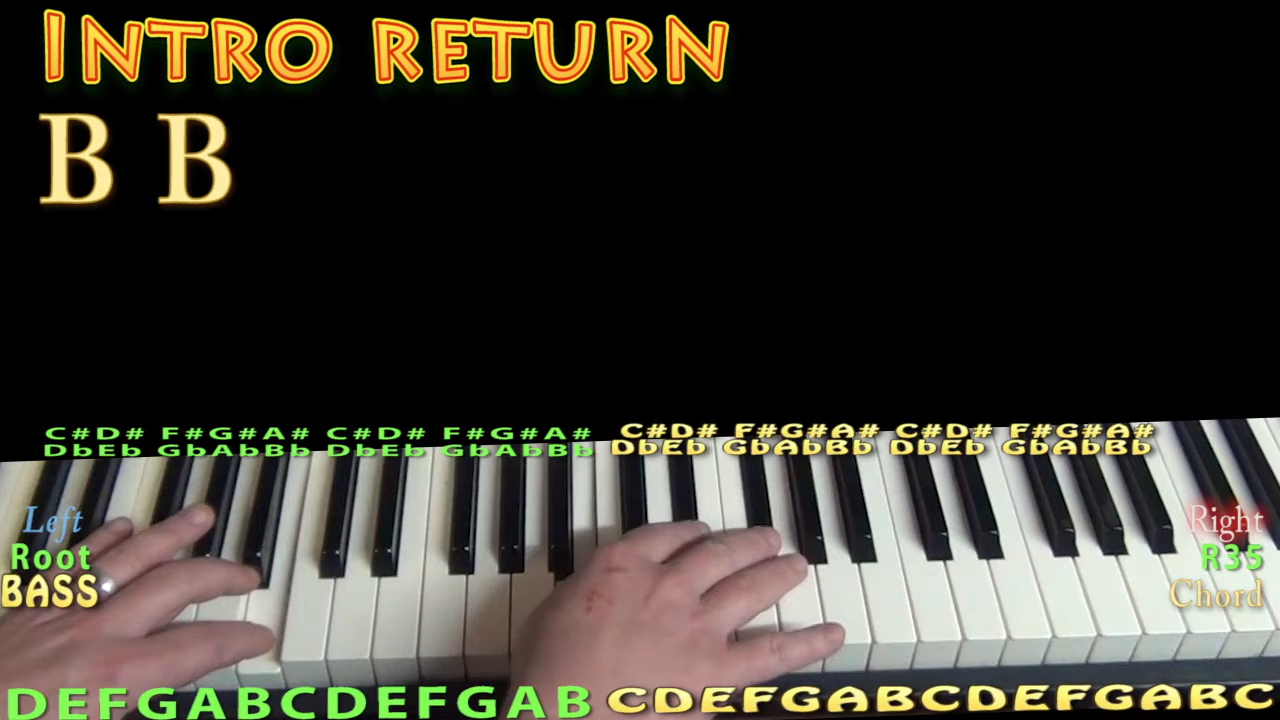 INTRO RETURN
B B
C#D# F#G#A# C#D# F#G#A# C#D# F#G#A# C#D# F#G#A#
DbEb GbAbBb DbEb GbAbBb DbEb GbAbBb DbEb GbAbBb
Left
Root
BASS
Right
R35
Chord
DEFGABCDEFGAB CDEFGABCDEFGABC